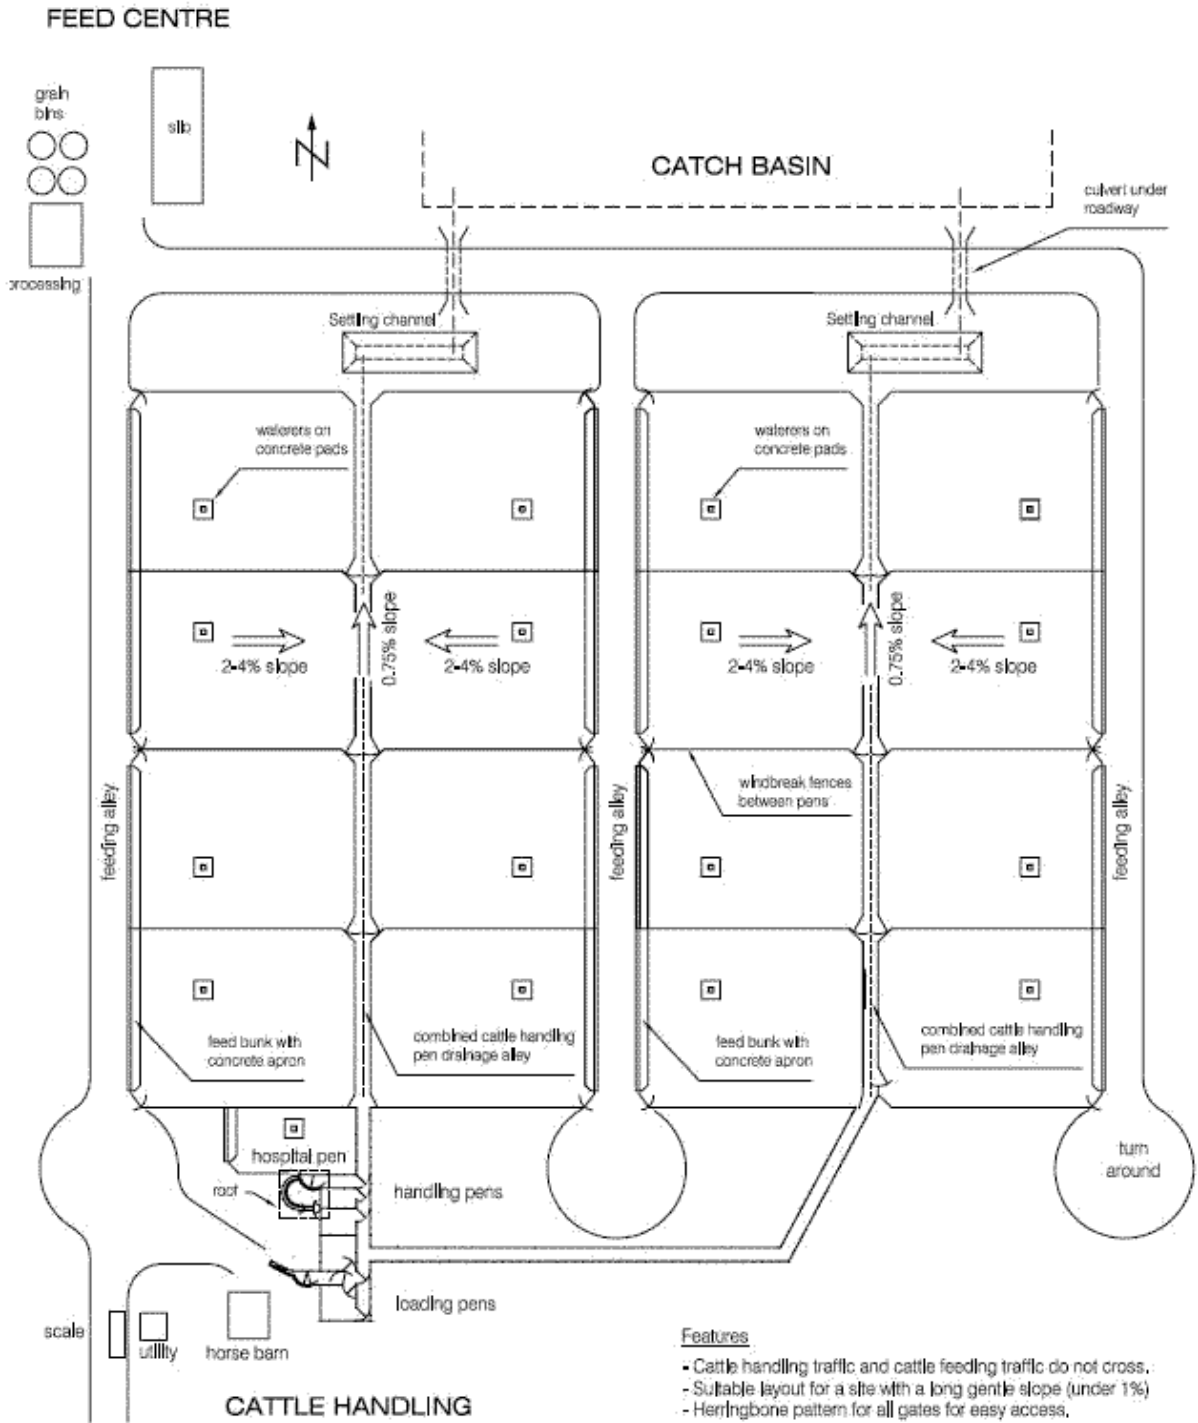 FEED CENTRE
grain
bins
silo
N
CATCH BASIN
culvert under
roadway
processing
Settling channel
Settling channel
waterers on
concrete pads
waterers on
concrete pads
2-4% slope
0.75% slope
2-4% slope
2-4% slope
0.75% slope
2-4% slope
feeding alley
feeding alley
windbreak fences
between pens
feeding alley
feed bunk with
concrete apron
combined cattle handling
pen drainage alley
feed bunk with
concrete apron
combined cattle handling
pen drainage alley
hospital pen
roof
handling pens
turn
around
loading pens
scale
utility
horse barn
CATTLE HANDLING
Features
- Cattle handling traffic and cattle feeding traffic do not cross.
- Suitable layout for a site with a long gentle slope (under 1%)
- Herringbone pattern for all gates for easy access.